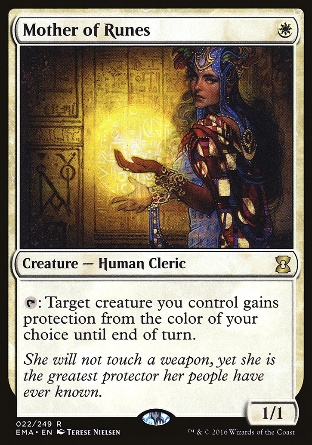 Mother of Runes
Creature — Human Cleric
: Target creature you control gains
protection from the color of your
choice until end of turn.
She will not touch a weapon, yet she is
the greatest protector her people have
ever known.
022/249 R
EMA • EN Terese Nielsen
™ & © 2016 Wizards of the Coast
1/1